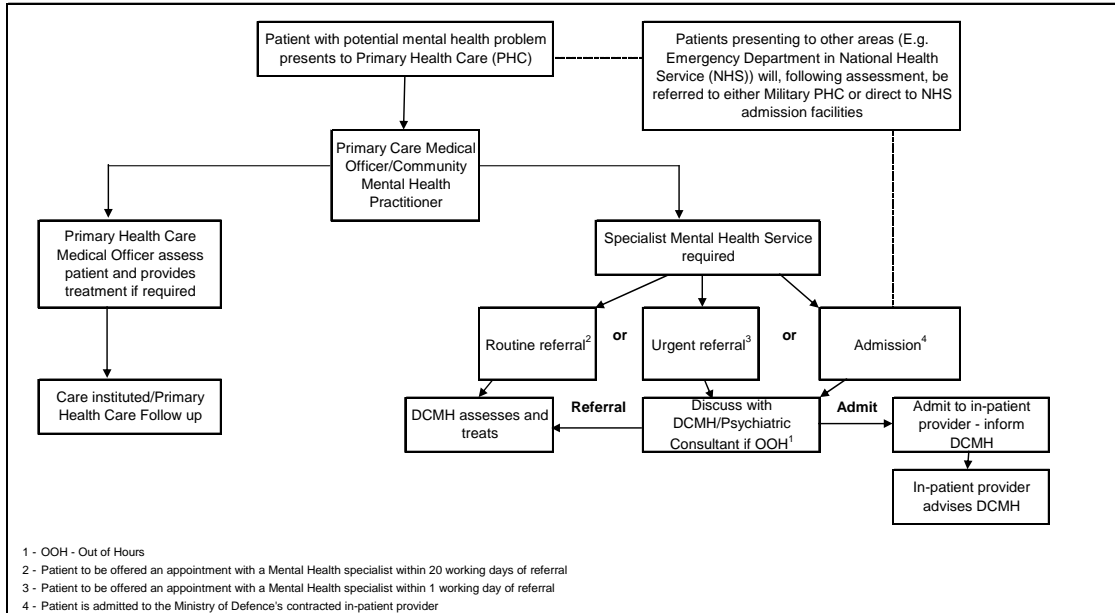 Patient with potential mental health problem
presents to Primary Health Care (PHC)
Patients presenting to other areas (E.g.
Emergency Department in National Health
Service (NHS)) will, following assessment, be
referred to either Military PHC or direct to NHS
admission facilities
Primary Care Medical
Officer/Community
Mental Health
Practitioner
Primary Health Care
Medical Officer assess
patient and provides
treatment if required
Specialist Mental Health Service
required
Routine referral²
or
Urgent referral³
or
Admission⁴
Care instituted/Primary
Health Care Follow up
DCMH assesses and
treats
Referral
Discuss with
DCMH/Psychiatric
Consultant if OOH¹
Admit
Admit to in-patient
provider - inform
DCMH
In-patient provider
advises DCMH
1 - OOH - Out of Hours
2 - Patient to be offered an appointment with a Mental Health specialist within 20 working days of referral
3 - Patient to be offered an appointment with a Mental Health specialist within 1 working day of referral
4 - Patient is admitted to the Ministry of Defence's contracted in-patient provider